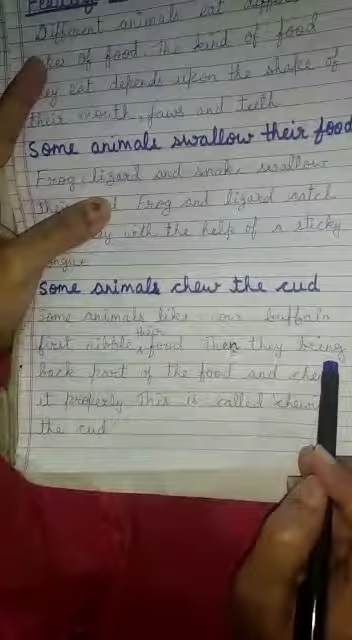 Different animals eat
of food. The kind of food
they eat depends upon the shape of
their mouth, jaws and teeth
Some animals swallow their food
Frog, lizard and snake swallow
their Frog and lizard catch
with the help of a sticky
Some animals chew the cud
Some animals like cow buffalo
first nibble their food Then they bring
back part of the food and
it properly This is called chew
the cud